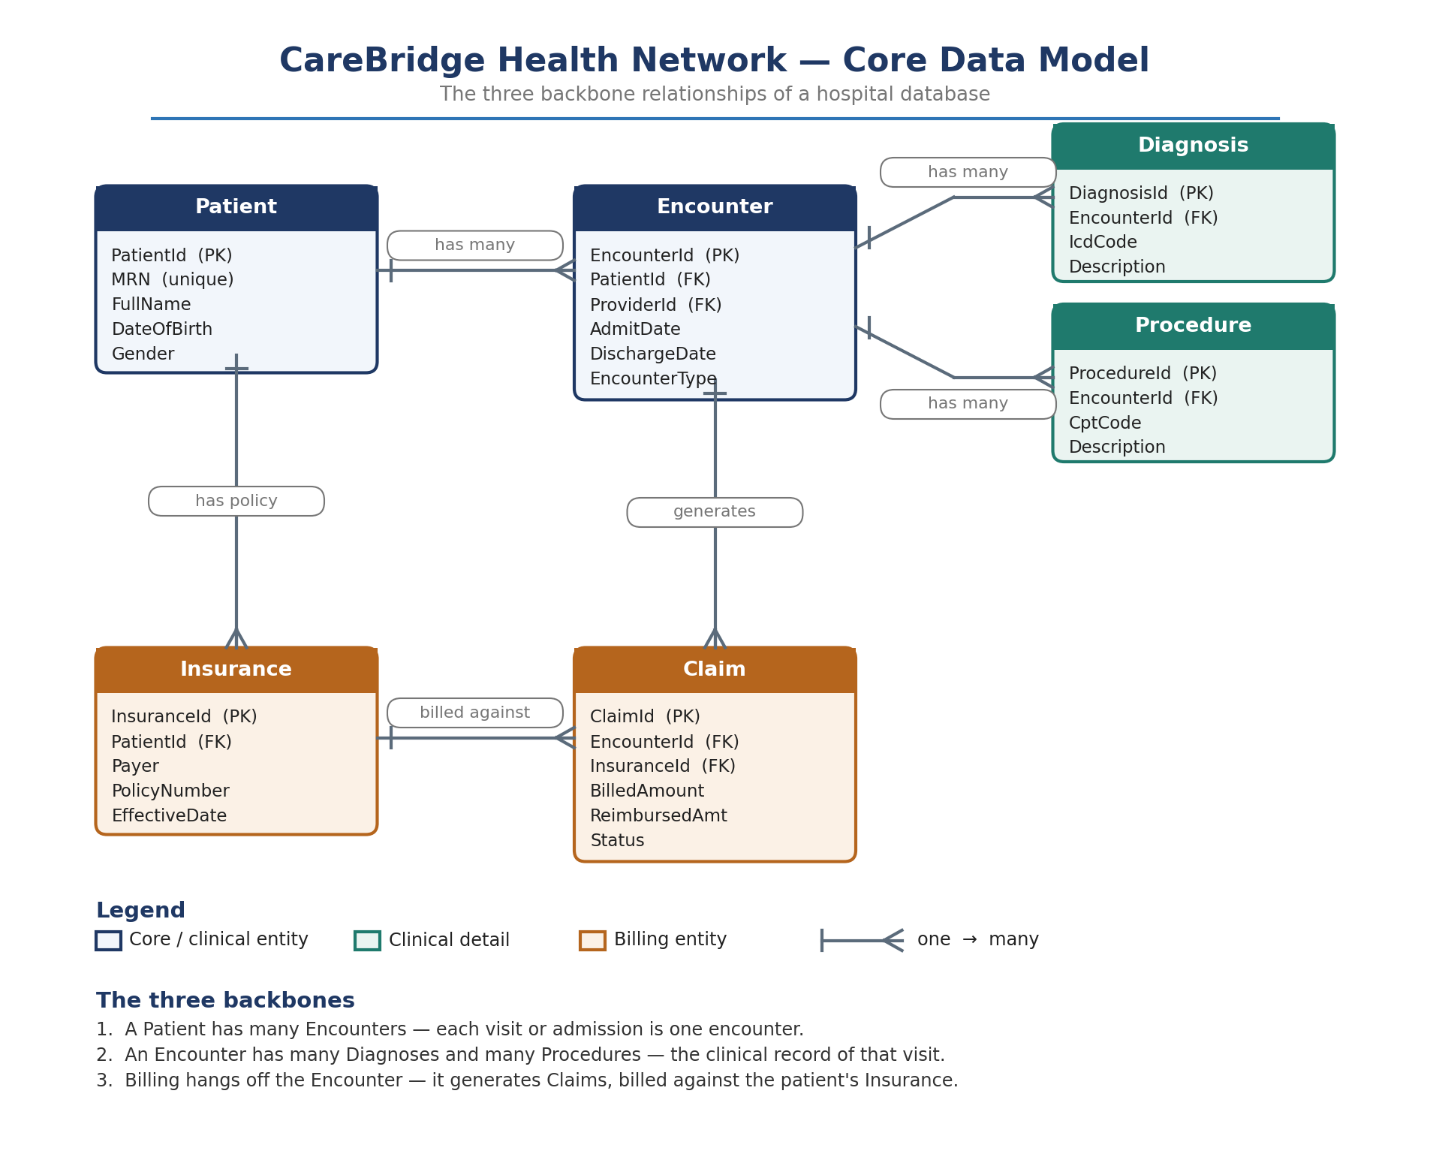 CareBridge Health Network — Core Data Model
The three backbone relationships of a hospital database
Patient
PatientId (PK)
MRN (unique)
FullName
DateOfBirth
Gender
has many
Encounter
EncounterId (PK)
PatientId (FK)
ProviderId (FK)
AdmitDate
DischargeDate
EncounterType
has many
Diagnosis
DiagnosisId (PK)
EncounterId (FK)
IcdCode
Description
has many
Procedure
ProcedureId (PK)
EncounterId (FK)
CptCode
Description
has policy
generates
Insurance
InsuranceId (PK)
PatientId (FK)
Payer
PolicyNumber
EffectiveDate
billed against
Claim
ClaimId (PK)
EncounterId (FK)
InsuranceId (FK)
BilledAmount
ReimbursedAmt
Status
Legend
Core / clinical entity
Clinical detail
Billing entity
one → many
The three backbones
1. A Patient has many Encounters — each visit or admission is one encounter.
2. An Encounter has many Diagnoses and many Procedures — the clinical record of that visit.
3. Billing hangs off the Encounter — it generates Claims, billed against the patient's Insurance.